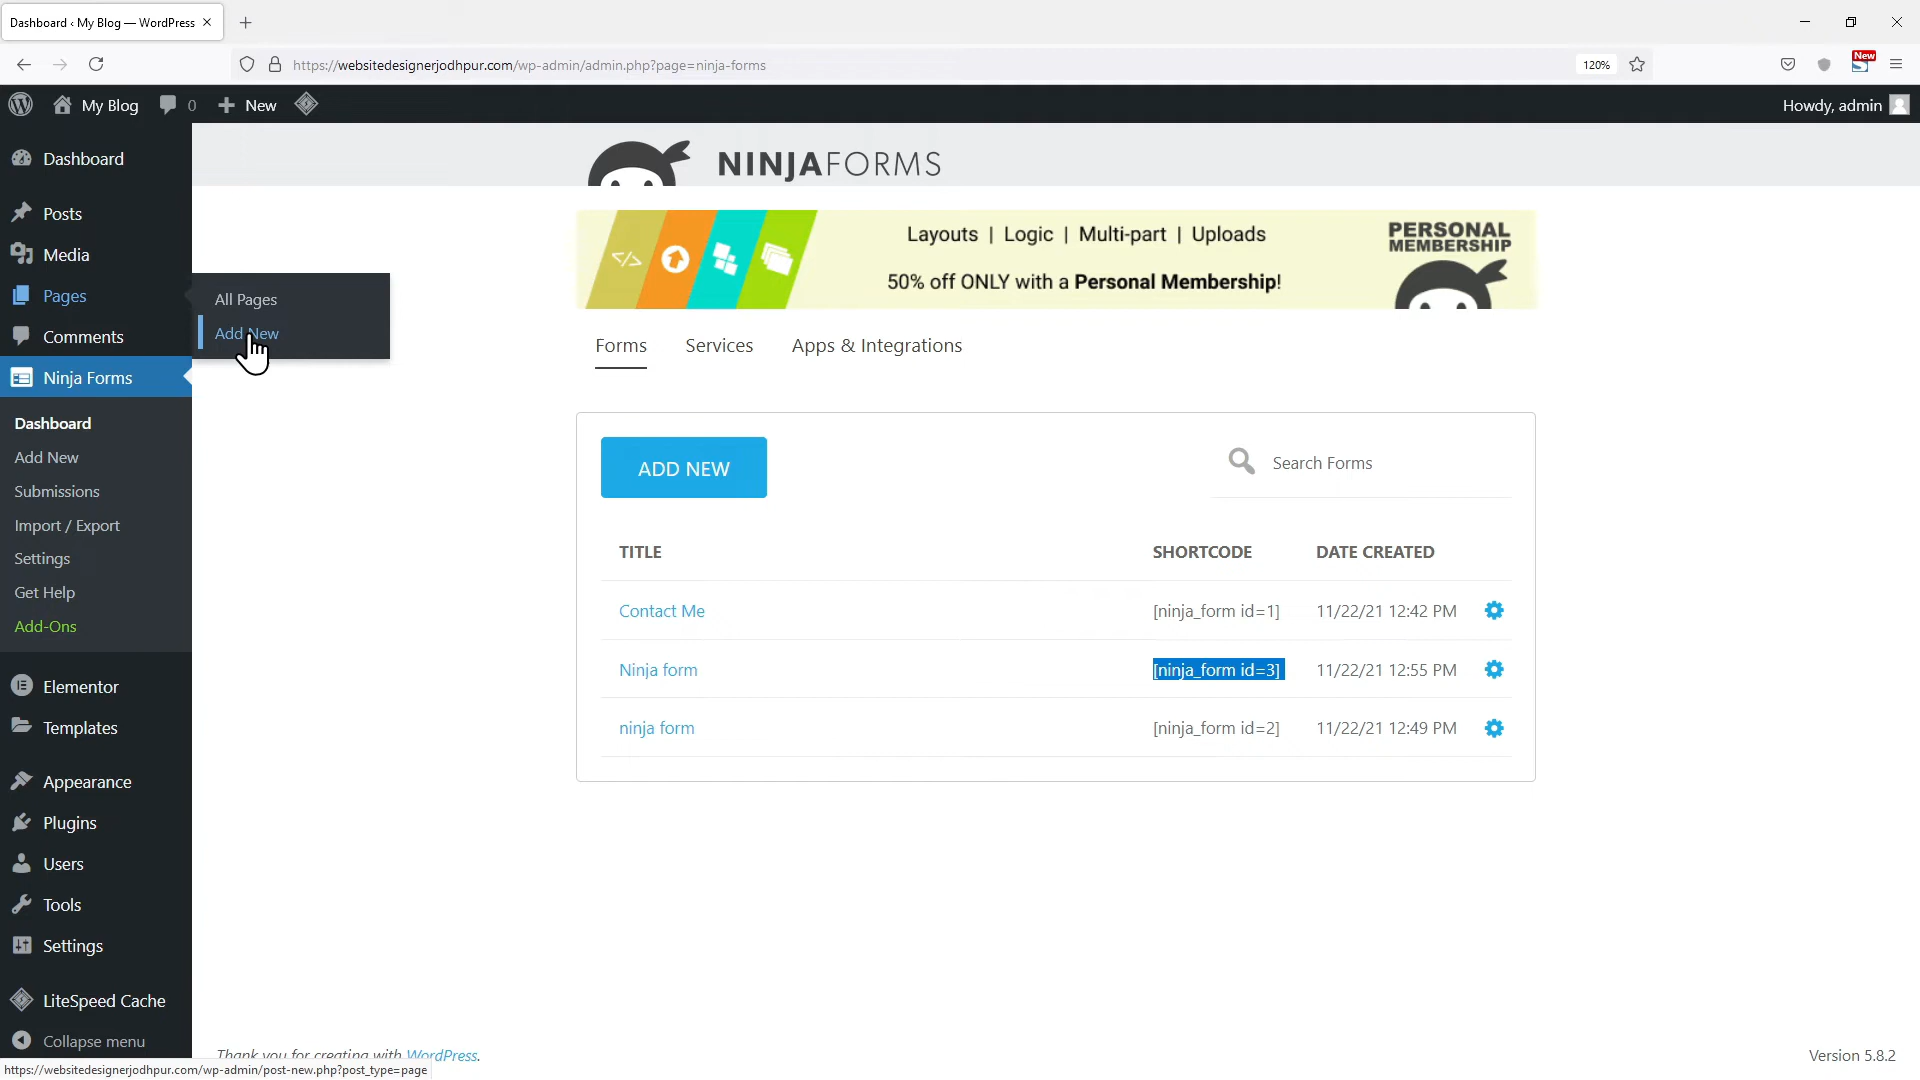 Dashboard ‹ My Blog — WordPress
https://websitedesignerjodhpur.com/wp-admin/admin.php?page=ninja-forms
120%
New
My Blog
0
New
Howdy, admin
Dashboard
Posts
Media
Pages
Comments
Ninja Forms
Dashboard
Add New
Submissions
Import / Export
Settings
Get Help
Add-Ons
Elementor
Templates
Appearance
Plugins
Users
Tools
Settings
LiteSpeed Cache
Collapse menu
All Pages
Add New
NINJAFORMS
Layouts | Logic | Multi-part | Uploads
50% off ONLY with a Personal Membership!
PERSONAL
MEMBERSHIP
Forms Services Apps & Integrations
ADD NEW
Search Forms
TITLE SHORTCODE DATE CREATED
Contact Me [ninja_form id=1] 11/22/21 12:42 PM
Ninja form [ninja_form id=3] 11/22/21 12:55 PM
ninja form [ninja_form id=2] 11/22/21 12:49 PM
Thank you for creating with WordPress.
Version 5.8.2
https://websitedesignerjodhpur.com/wp-admin/post-new.php?post_type=page